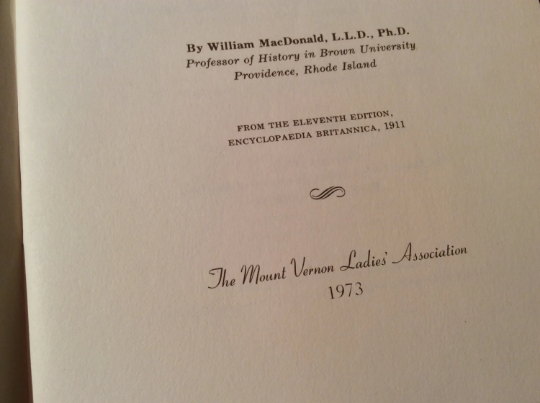 By William MacDonald, L.L.D., Ph.D.
Professor of History in Brown University
Providence, Rhode Island
FROM THE ELEVENTH EDITION,
ENCYCLOPAEDIA BRITANNICA, 1911
The Mount Vernon Ladies' Association
1973